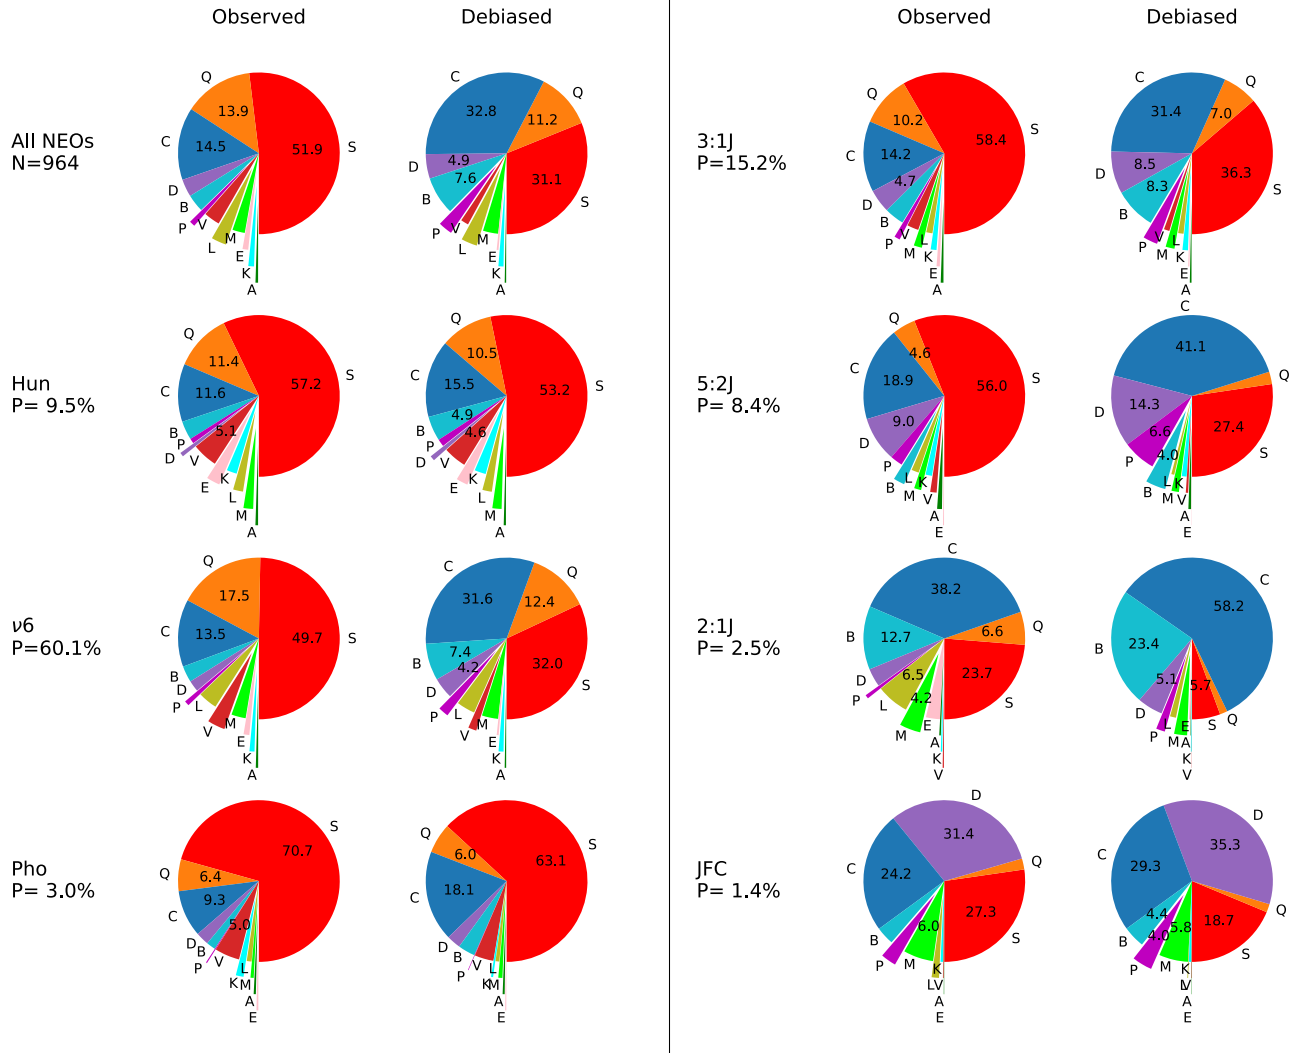 Observed
Debiased
Observed
Debiased
All NEOs
N=964
Q
13.9
C
14.5
51.9
S
D
B
P
V
L
M
E
K
A
C
32.8
Q
11.2
D
4.9
7.6
B
31.1
S
P
V
L
M
E
K
A
3:1J
P=15.2%
Q
10.2
58.4
S
C
14.2
4.7
D
B
P
V
M
L
K
E
A
C
31.4
Q
7.0
D
8.5
8.3
B
36.3
S
P
V
M
L
K
E
A
Hun
P= 9.5%
Q
11.4
57.2
S
C
11.6
B
P
D
5.1
V
E
K
L
M
A
Q
10.5
53.2
S
C
15.5
4.9
B
P
D
4.6
V
E
K
L
M
A
5:2J
P= 8.4%
Q
4.6
56.0
S
C
18.9
9.0
D
P
B
L
M
K
V
A
E
C
41.1
Q
D
14.3
6.6
P
27.4
S
4.0
B
L
M
K
V
A
E
ν6
P=60.1%
Q
17.5
49.7
S
C
13.5
B
D
P
L
V
M
E
K
A
C
31.6
Q
12.4
7.4
B
4.2
D
32.0
S
P
L
V
M
E
K
A
2:1J
P= 2.5%
C
38.2
Q
6.6
B
12.7
23.7
S
D
P
6.5
L
4.2
M
E
A
K
V
C
58.2
B
23.4
5.1
D
5.7
S
Q
P
L
M
E
A
K
V
Pho
P= 3.0%
S
70.7
Q
6.4
9.3
C
D
B
P
5.0
V
K
L
M
A
E
Q
6.0
63.1
S
C
18.1
D
B
P
V
L
K
M
A
E
JFC
P= 1.4%
D
31.4
C
24.2
Q
27.3
S
B
P
6.0
M
K
L
V
A
E
D
35.3
C
29.3
Q
4.4
B
4.0
P
5.8
M
18.7
S
K
L
V
A
E